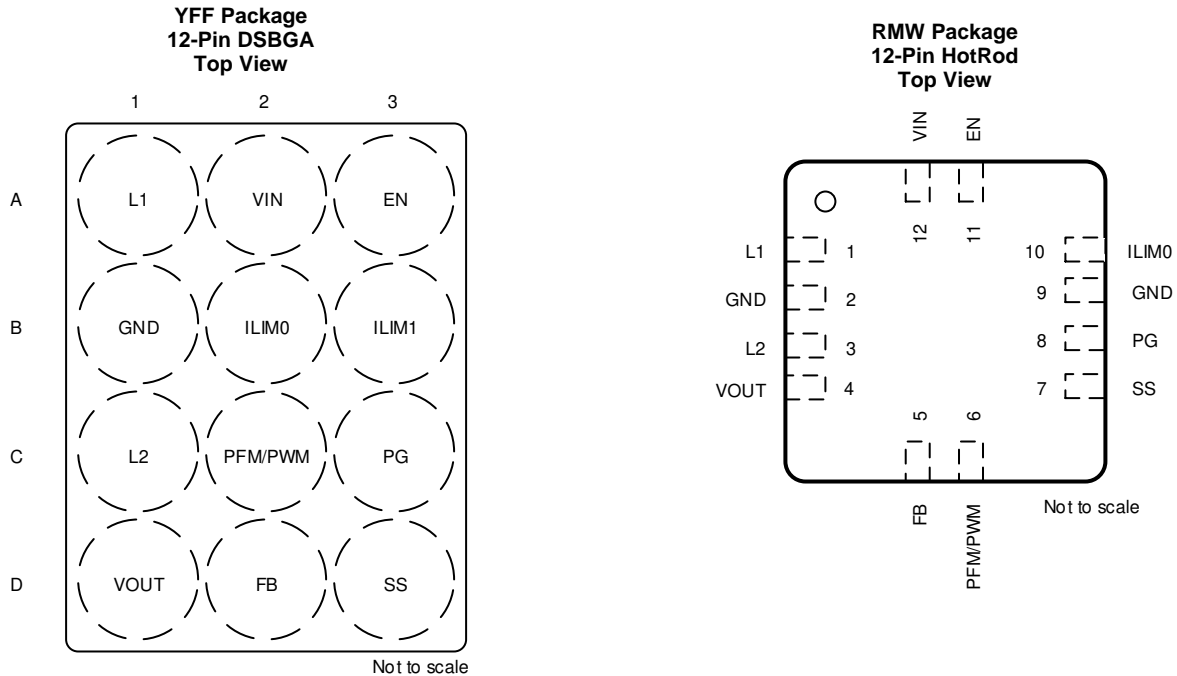 YFF Package
12-Pin DSBGA
Top View
1 2 3
A L1 VIN EN
B GND ILIM0 ILIM1
C L2 PFM/PWM PG
D VOUT FB SS
Not to scale
RMW Package
12-Pin HotRod
Top View
VIN EN
12 11
L1 1 10 ILIM0
GND 2 9 GND
L2 3 8 PG
VOUT 4 7 SS
5 6
FB PFM/PWM
Not to scale